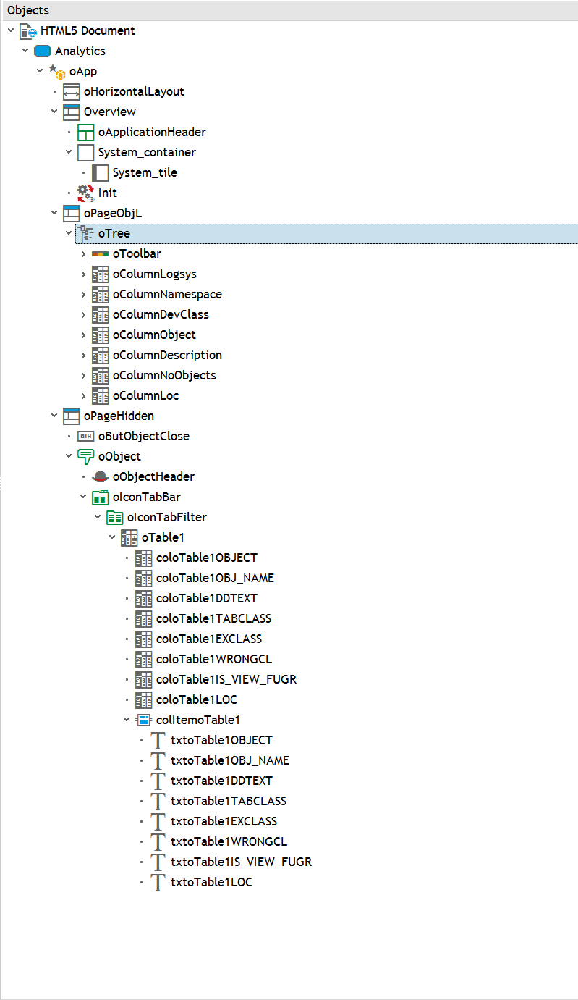 Objects
HTML5 Document
Analytics
oApp
oHorizontalLayout
Overview
oApplicationHeader
System_container
System_tile
Init
oPageObjL
oTree
oToolbar
oColumnLogsys
oColumnNamespace
oColumnDevClass
oColumnObject
oColumnDescription
oColumnNoObjects
oColumnLoc
oPageHidden
oButObjectClose
oObject
oObjectHeader
oIconTabBar
oIconTabFilter
oTable1
coloTable1OBJECT
coloTable1OBJ_NAME
coloTable1DDTEXT
coloTable1TABCLASS
coloTable1EXCLASS
coloTable1WRONGCL
coloTable1IS_VIEW_FUGR
coloTable1LOC
colItemoTable1
txtoTable1OBJECT
txtoTable1OBJ_NAME
txtoTable1DDTEXT
txtoTable1TABCLASS
txtoTable1EXCLASS
txtoTable1WRONGCL
txtoTable1IS_VIEW_FUGR
txtoTable1LOC